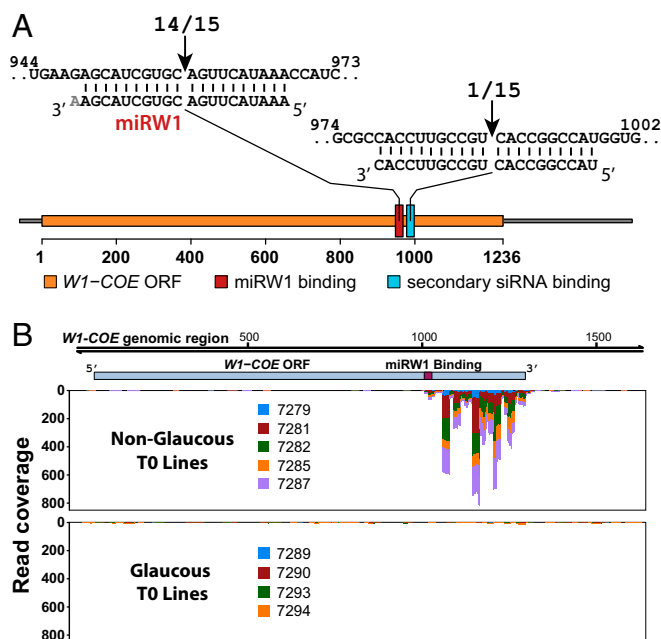 A
14/15
944 973
..UGAAGAGCAUCGUGC AGUUCAUAAACCAUC..
3' AAGCAUCGUGC AGUUCAUAAA 5'
miRW1
1/15
974 1002
..GCGCCACCUUGCCGU CACCGGCCAUGGUG..
3' CACCUUGCCGU CACCGGCCAU 5'
1 200 400 600 800 1000 1236
W1-COE ORF miRW1 binding secondary siRNA binding
B
W1-COE genomic region 500 1000 1500
5' W1-COE ORF miRW1 Binding 3'
Read coverage
0
200
400
600
800
Non-Glaucous
T0 Lines
7279
7281
7282
7285
7287
0
200
400
600
800
Glaucous
T0 Lines
7289
7290
7293
7294